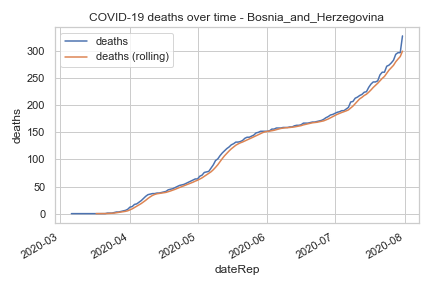 COVID-19 deaths over time - Bosnia_and_Herzegovina
deaths
deaths (rolling)
deaths
300
250
200
150
100
50
0
2020-03
2020-04
2020-05
2020-06
2020-07
2020-08
dateRep